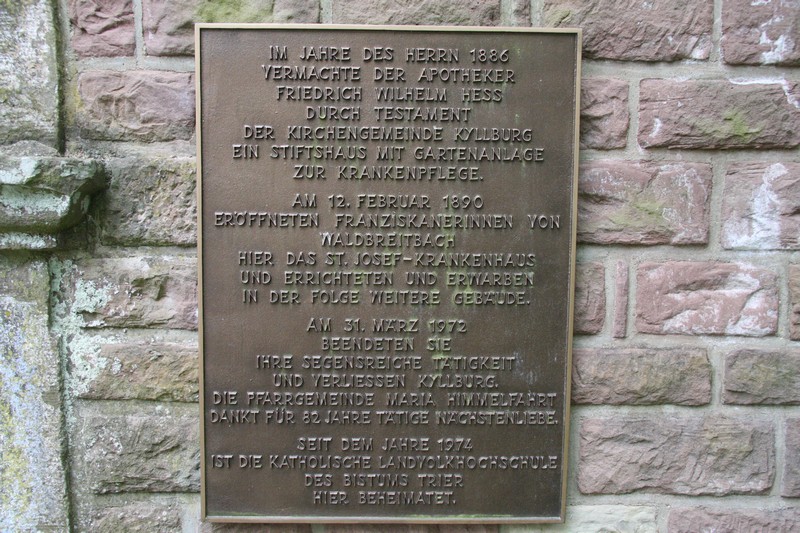 IM JAHRE DES HERRN 1886
VERMACHTE DER APOTHEKER
FRIEDRICH WILHELM HESS
DURCH TESTAMENT
DER KIRCHENGEMEINDE KYLLBURG
EIN STIFTSHAUS MIT GARTENANLAGE
ZUR KRANKENPFLEGE.
AM 12. FEBRUAR 1890
ERÖFFNETEN FRANZISKANERINNEN VON
WALDBREITBACH
HIER DAS ST. JOSEF-KRANKENHAUS
UND ERRICHTETEN UND ERWARBEN
IN DER FOLGE WEITERE GEBÄUDE.
AM 31. MÄRZ 1972
BEENDETEN SIE
IHRE SEGENSREICHE TÄTIGKEIT
UND VERLIESSEN KYLLBURG.
DIE PFARRGEMEINDE MARIA HIMMELFAHRT
DANKT FÜR 82 JAHRE TÄTIGE NÄCHSTENLIEBE.
SEIT DEM JAHRE 1974
IST DIE KATHOLISCHE LANDVOLKHOCHSCHULE
DES BISTUMS TRIER
HIER BEHEIMATET.